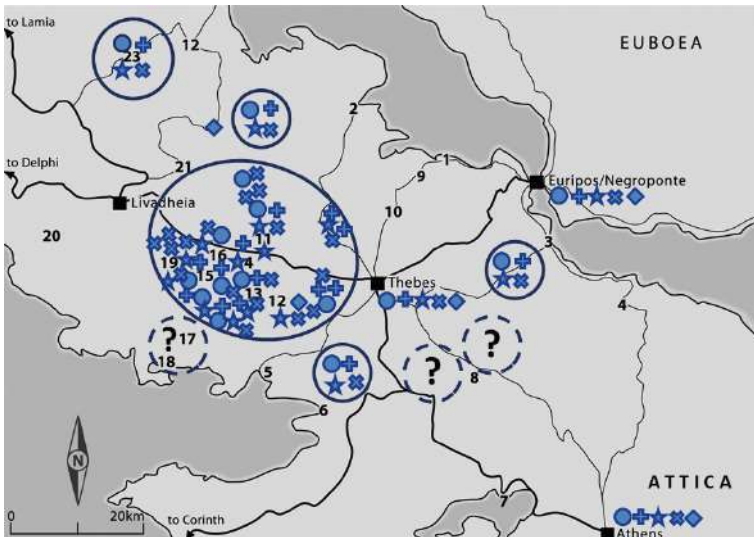 to Lamia
12
23
EUBOEA
2
1
21
9
to Delphi
Euripos/Negroponte
Livadheia
10
20
11
3
16
4
19
15
Thebes
13
12
4
? 17
18
?
?
5
8
6
N
ATTICA
7
0 20km
to Corinth
Athens